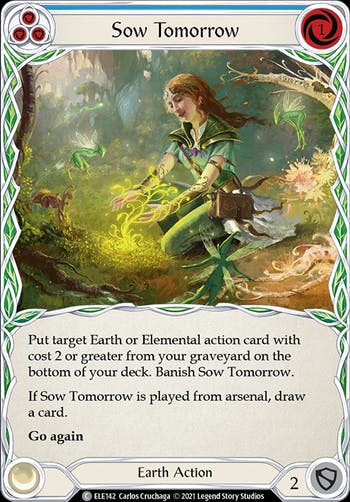 Sow Tomorrow
1
Put target Earth or Elemental action card with
cost 2 or greater from your graveyard on the
bottom of your deck. Banish Sow Tomorrow.
If Sow Tomorrow is played from arsenal, draw
a card.
Go again
Earth Action
2
C ELE142 Carlos Cruchaga © 2021 Legend Story Studios